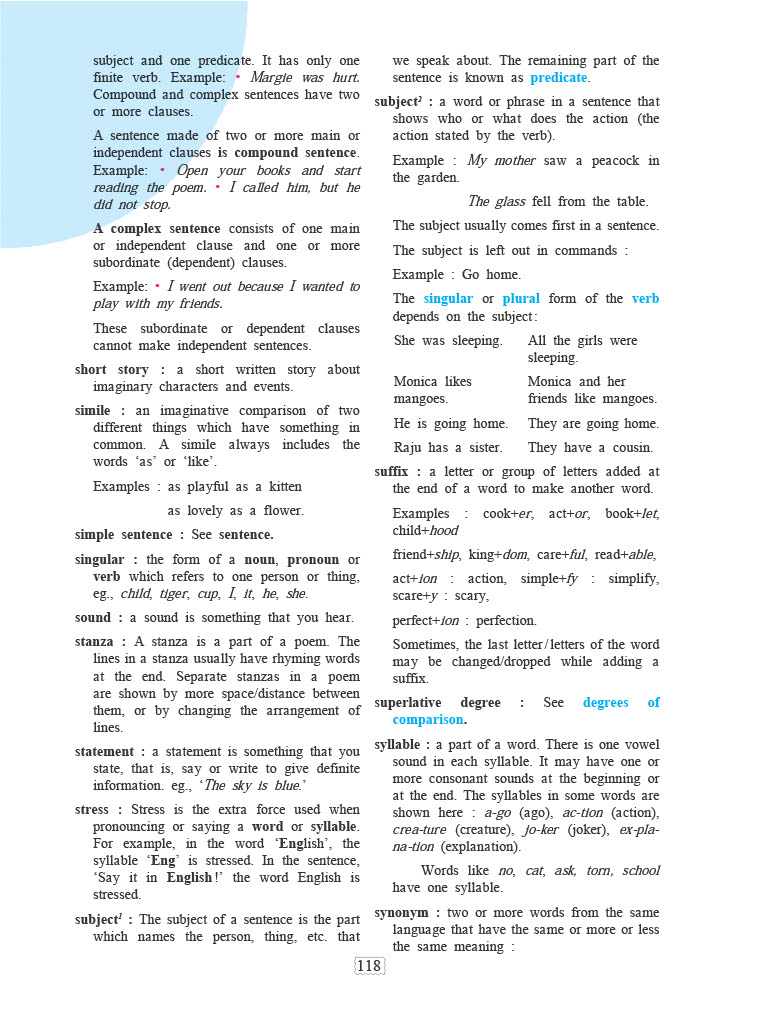 subject and one predicate. It has only one
finite verb. Example: • Margie was hurt.
Compound and complex sentences have two
or more clauses.
A sentence made of two or more main or
independent clauses is compound sentence.
Example: • Open your books and start
reading the poem. • I called him, but he
did not stop.
A complex sentence consists of one main
or independent clause and one or more
subordinate (dependent) clauses.
Example: • I went out because I wanted to
play with my friends.
These subordinate or dependent clauses
cannot make independent sentences.
short story : a short written story about
imaginary characters and events.
simile : an imaginative comparison of two
different things which have something in
common. A simile always includes the
words ‘as’ or ‘like’.
Examples : as playful as a kitten
as lovely as a flower.
simple sentence : See sentence.
singular : the form of a noun, pronoun or
verb which refers to one person or thing,
eg., child, tiger, cup, I, it, he, she.
sound : a sound is something that you hear.
stanza : A stanza is a part of a poem. The
lines in a stanza usually have rhyming words
at the end. Separate stanzas in a poem
are shown by more space/distance between
them, or by changing the arrangement of
lines.
statement : a statement is something that you
state, that is, say or write to give definite
information. eg., ‘The sky is blue.’
stress : Stress is the extra force used when
pronouncing or saying a word or syllable.
For example, in the word ‘English’, the
syllable ‘Eng’ is stressed. In the sentence,
‘Say it in English!’ the word English is
stressed.
subject¹ : The subject of a sentence is the part
which names the person, thing, etc. that
we speak about. The remaining part of the
sentence is known as predicate.
subject² : a word or phrase in a sentence that
shows who or what does the action (the
action stated by the verb).
Example : My mother saw a peacock in
the garden.
The glass fell from the table.
The subject usually comes first in a sentence.
The subject is left out in commands :
Example : Go home.
The singular or plural form of the verb
depends on the subject:
She was sleeping. All the girls were
sleeping.
Monica likes Monica and her
mangoes. friends like mangoes.
He is going home. They are going home.
Raju has a sister. They have a cousin.
suffix : a letter or group of letters added at
the end of a word to make another word.
Examples : cook+er, act+or, book+let,
child+hood
friend+ship, king+dom, care+ful, read+able,
act+ion : action, simple+fy : simplify,
scare+y : scary,
perfect+ion : perfection.
Sometimes, the last letter/letters of the word
may be changed/dropped while adding a
suffix.
superlative degree : See degrees of
comparison.
syllable : a part of a word. There is one vowel
sound in each syllable. It may have one or
more consonant sounds at the beginning or
at the end. The syllables in some words are
shown here : a-go (ago), ac-tion (action),
crea-ture (creature), jo-ker (joker), ex-pla-
na-tion (explanation).
Words like no, cat, ask, torn, school
have one syllable.
synonym : two or more words from the same
language that have the same or more or less
the same meaning :
118